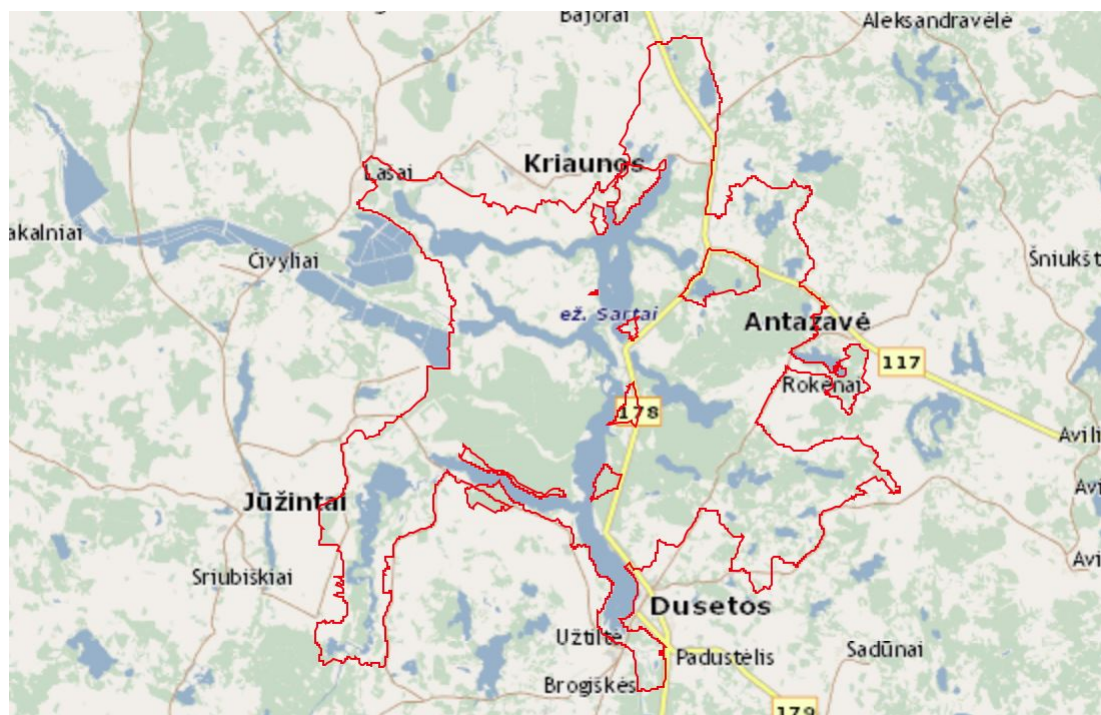 Bajorai
Aleksandravėlė
Kriaunos
Lašai
akalniai
Čivyliai
Šniukšt
ež. Sartai
Antazavė
117
Rokėnai
178
Avili
Jūžintai
Avi
Avi
Sriubiškiai
Dusetos
Užtiltė
Padustėlis
Sadūnai
Brogiškės
179